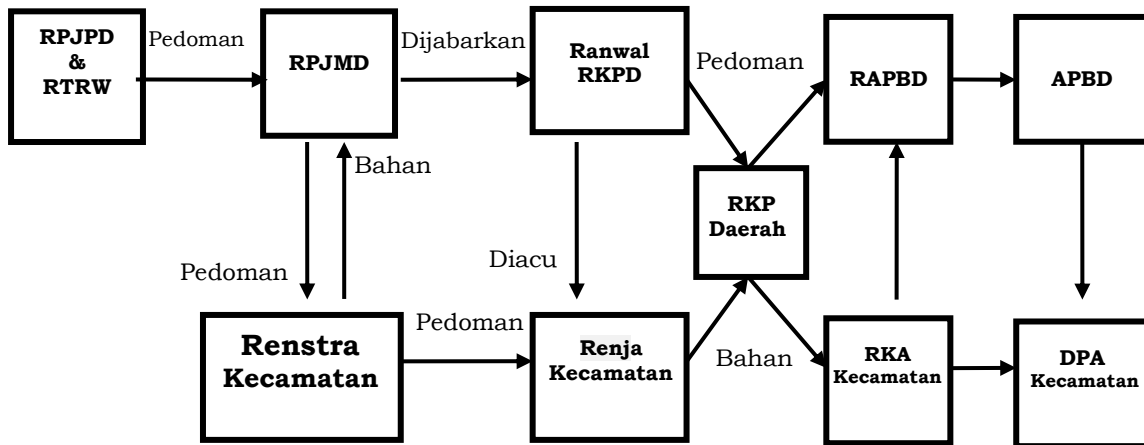 RPJPD
&
RTRW
Pedoman
RPJMD
Dijabarkan
Ranwal
RKPD
Pedoman
RAPBD
APBD
Bahan
RKP
Daerah
Pedoman
Diacu
Renstra
Kecamatan
Pedoman
Renja
Kecamatan
Bahan
RKA
Kecamatan
DPA
Kecamatan